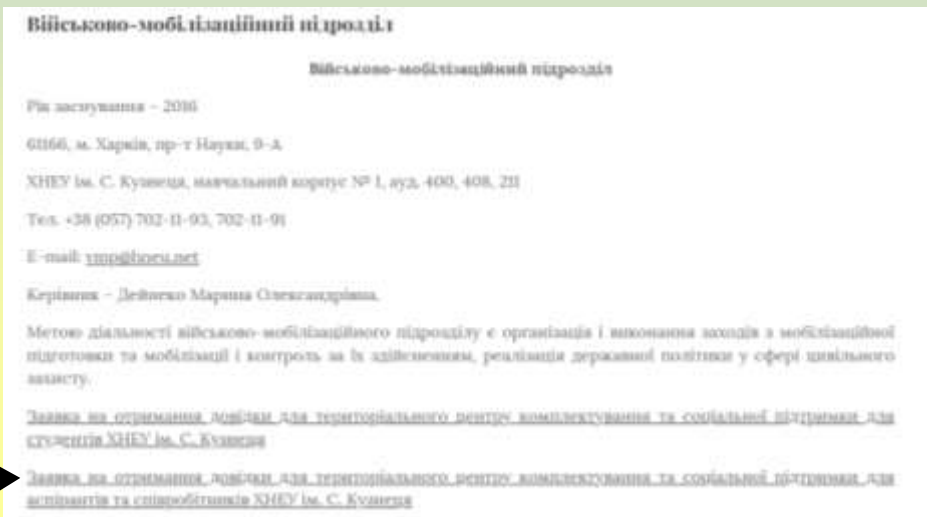 Військово-мобілізаційний підрозділ
Військово-мобілізаційний підрозділ
Рік заснування – 2016
61166, м. Харків, пр-т Науки, 9-А
ХНЕУ ім. С. Кузнеця, навчальний корпус № 1, ауд. 400, 408, 211
Тел. +38 (057) 702-11-93, 702-11-91
E-mail: vmp@hneu.net
Керівник – Дейнеко Марина Олександрівна.
Метою діяльності військово-мобілізаційного підрозділу є організація і виконання заходів з мобілізаційної
підготовки та мобілізації і контроль за їх здійсненням, реалізація державної політики у сфері цивільного
захисту.
Заявка на отримання довідки для територіального центру комплектування та соціальної підтримки для
студентів ХНЕУ ім. С. Кузнеця
Заявка на отримання довідки для територіального центру комплектування та соціальної підтримки для
аспірантів та співробітників ХНЕУ ім. С. Кузнеця